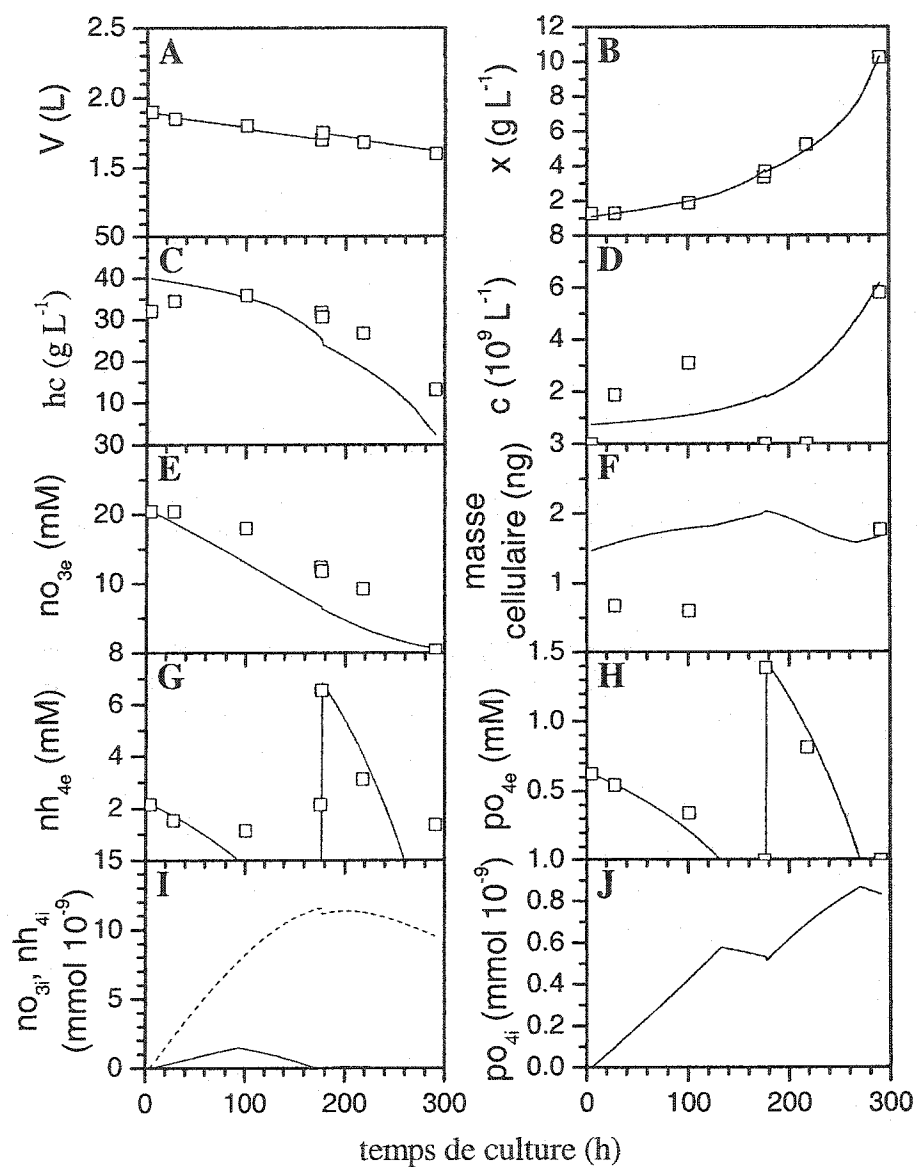 2.5
2.0
1.5
50
V (L)
A
12
10
8
6
4
2
8
x (g L-1)
B
40
30
20
10
30
hc (g L-1)
C
6
4
2
3
c (10^9 L-1)
D
20
10
8
no3e (mM)
E
2
1
1.5
masse
cellulaire (ng)
F
6
4
2
15
nh4e (mM)
G
1.0
0.5
1.0
po4e (mM)
H
10
5
0
no3i, nh4i
(mmol 10^-9)
I
0.8
0.6
0.4
0.2
0.0
po4i (mmol 10^-9)
J
0 100 200 300
0 100 200 300
temps de culture (h)